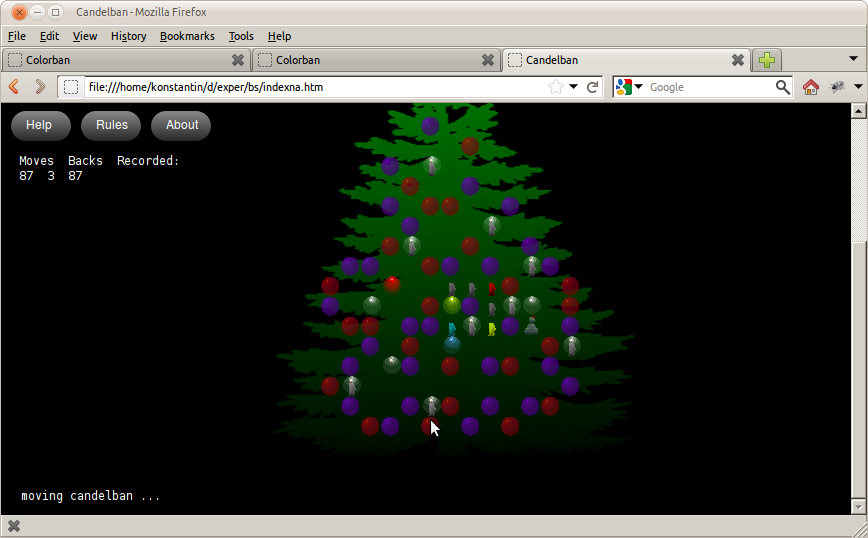 Candelban - Mozilla Firefox
File Edit View History Bookmarks Tools Help
Colorban Colorban Candelban
file:///home/konstantin/d/exper/bs/indexna.htm Google
Help Rules About
Moves Backs Recorded:
87 3 87
moving candelban ...